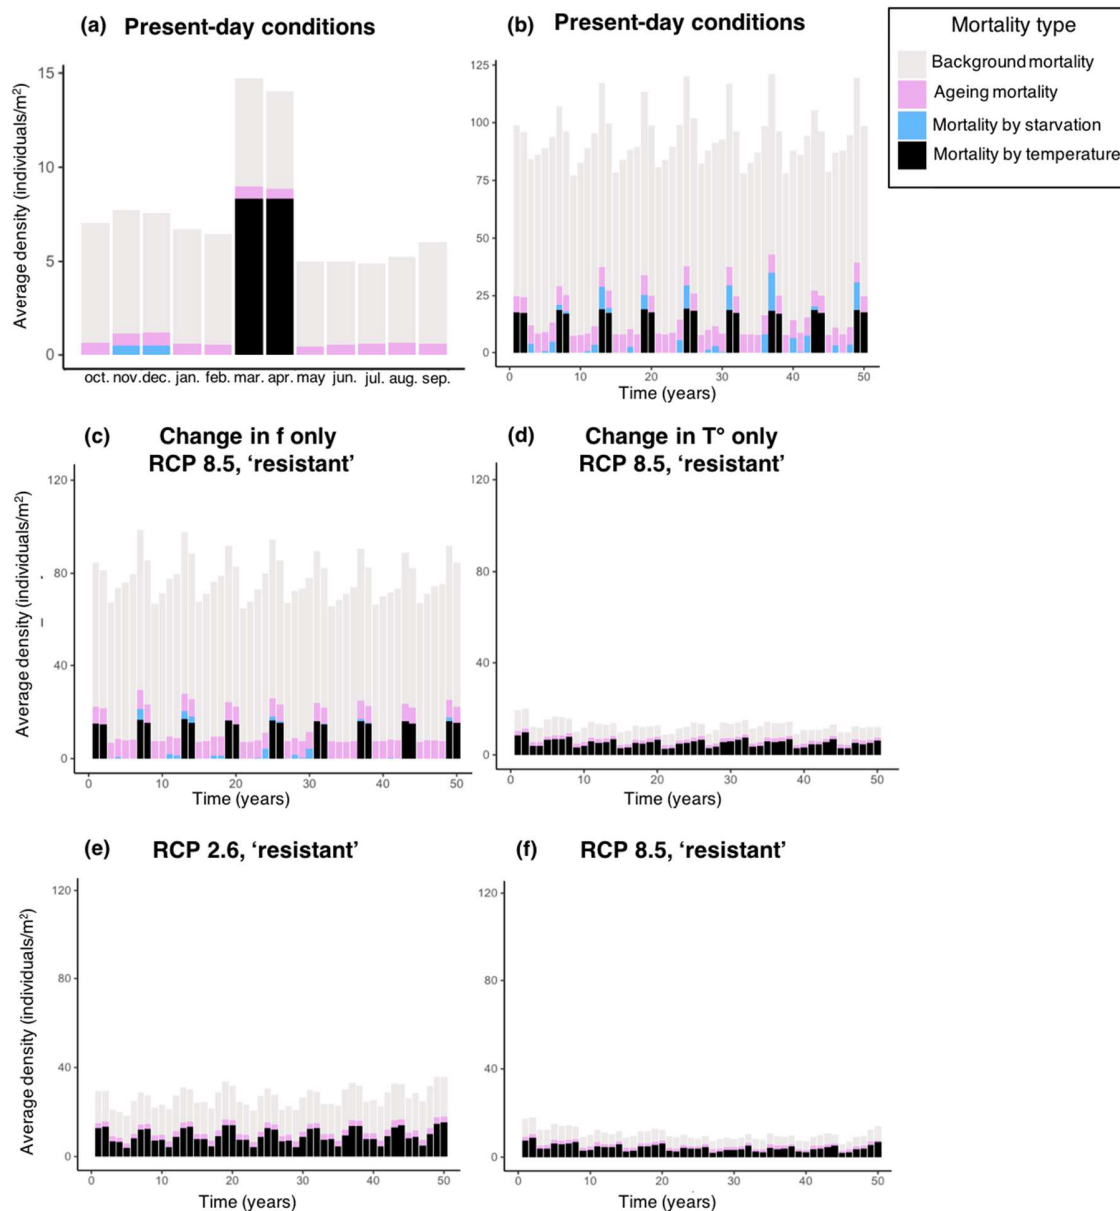 (a) Present-day conditions
(b) Present-day conditions
Mortality type
Background mortality
Ageing mortality
Mortality by starvation
Mortality by temperature
Average density (individuals/m²)
15
10
5
0
oct. nov. dec. jan. feb. mar. apr. may jun. jul. aug. sep.
125
100
75
50
25
0
0 10 20 30 40 50
Time (years)
(c) Change in f only
RCP 8.5, ‘resistant’
Average density (individuals/m²)
120
80
40
0
0 10 20 30 40 50
Time (years)
(d) Change in T° only
RCP 8.5, ‘resistant’
120
80
40
0
0 10 20 30 40 50
Time (years)
(e) RCP 2.6, ‘resistant’
Average density (individuals/m²)
120
80
40
0
0 10 20 30 40 50
Time (years)
(f) RCP 8.5, ‘resistant’
120
80
40
0
0 10 20 30 40 50
Time (years)